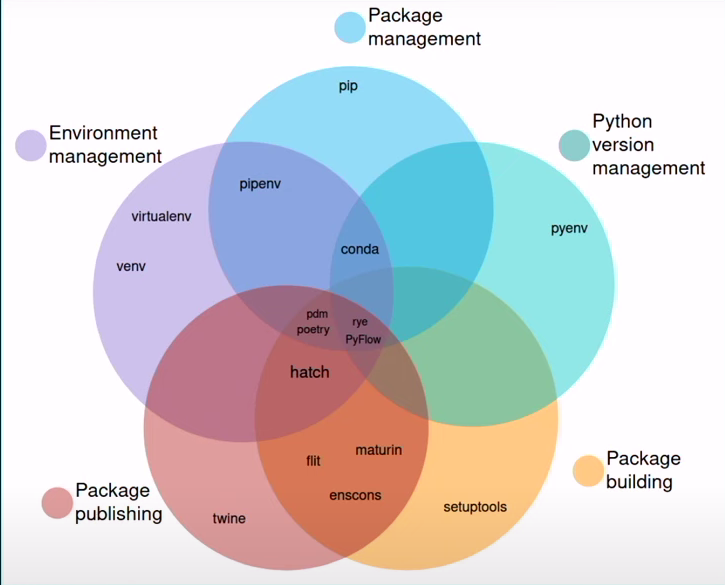 Package
management
pip
Environment
management
Python
version
management
pipenv
virtualenv
pyenv
conda
venv
pdm
rye
poetry
PyFlow
hatch
maturin
flit
Package
building
Package
publishing
enscons
setuptools
twine